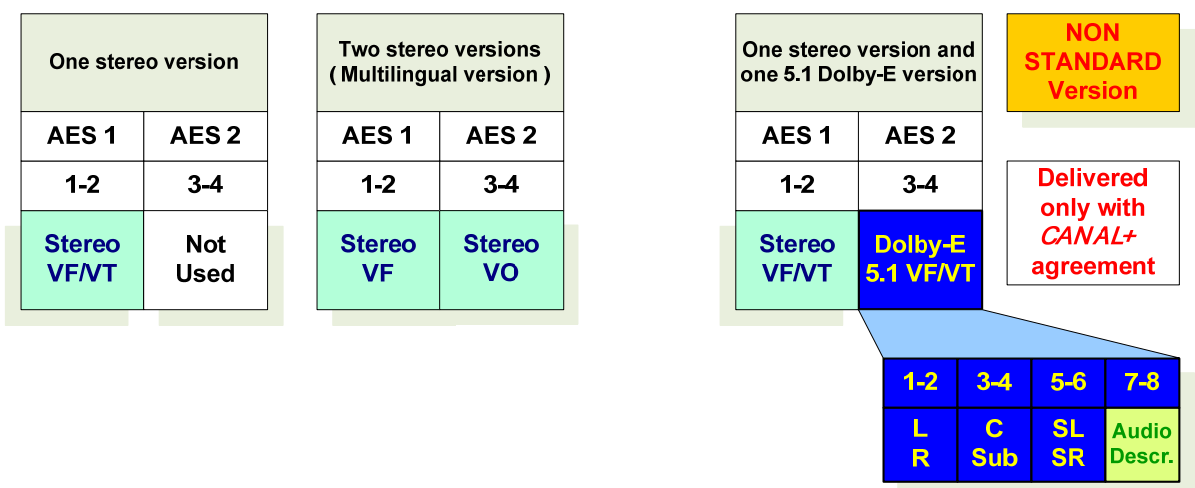 One stereo version
AES 1
AES 2
1-2
3-4
Stereo
VF/VT
Not
Used
Two stereo versions
( Multilingual version )
AES 1
AES 2
1-2
3-4
Stereo
VF
Stereo
VO
One stereo version and
one 5.1 Dolby-E version
AES 1
AES 2
1-2
3-4
Stereo
VF/VT
Dolby-E
5.1 VF/VT
1-2
3-4
5-6
7-8
L
R
C
Sub
SL
SR
Audio
Descr.
NON
STANDARD
Version
Delivered
only with
CANAL+
agreement